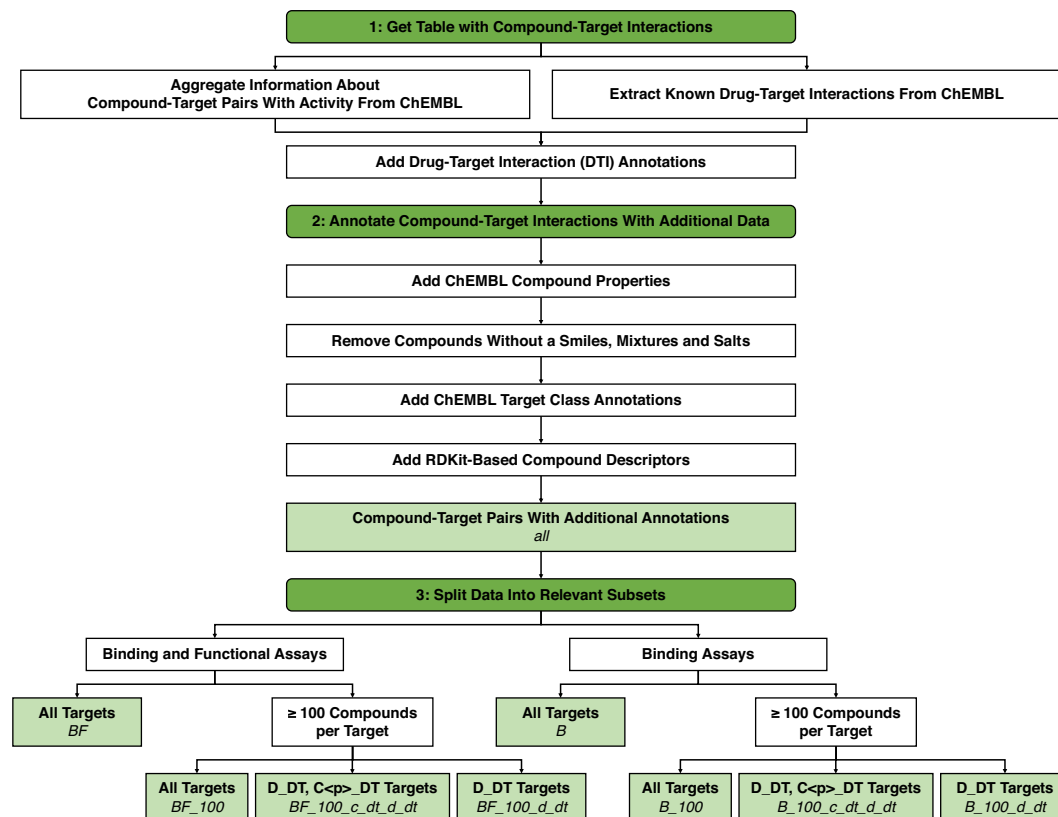 1: Get Table with Compound-Target Interactions
Aggregate Information About
Compound-Target Pairs With Activity From ChEMBL
Extract Known Drug-Target Interactions From ChEMBL
Add Drug-Target Interaction (DTI) Annotations
2: Annotate Compound-Target Interactions With Additional Data
Add ChEMBL Compound Properties
Remove Compounds Without a Smiles, Mixtures and Salts
Add ChEMBL Target Class Annotations
Add RDKit-Based Compound Descriptors
Compound-Target Pairs With Additional Annotations
all
3: Split Data Into Relevant Subsets
Binding and Functional Assays
Binding Assays
All Targets
BF
≥ 100 Compounds
per Target
All Targets
B
≥ 100 Compounds
per Target
All Targets
BF_100
D_DT, C<p>_DT Targets
BF_100_c_dt_d_dt
D_DT Targets
BF_100_d_dt
All Targets
B_100
D_DT, C<p>_DT Targets
B_100_c_dt_d_dt
D_DT Targets
B_100_d_dt